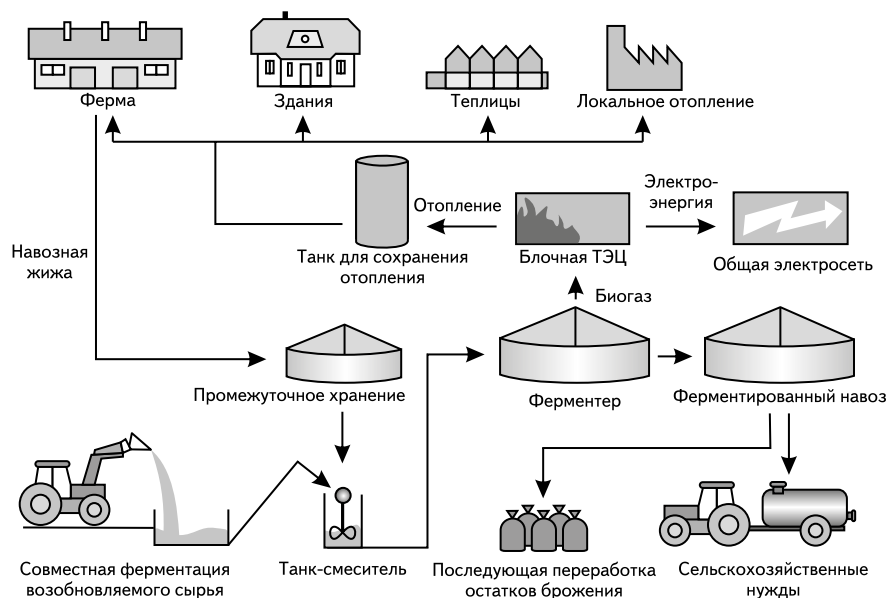 Ферма
Здания
Теплицы
Локальное отопление
Электро-
энергия
Отопление
Навозная
жижа
Танк для сохранения
отопления
Блочная ТЭЦ
Общая электросеть
Биогаз
Промежуточное хранение
Ферментер
Ферментированный навоз
Совместная ферментация
возобновляемого сырья
Танк-смеситель
Последующая переработка
остатков брожения
Сельскохозяйственные
нужды